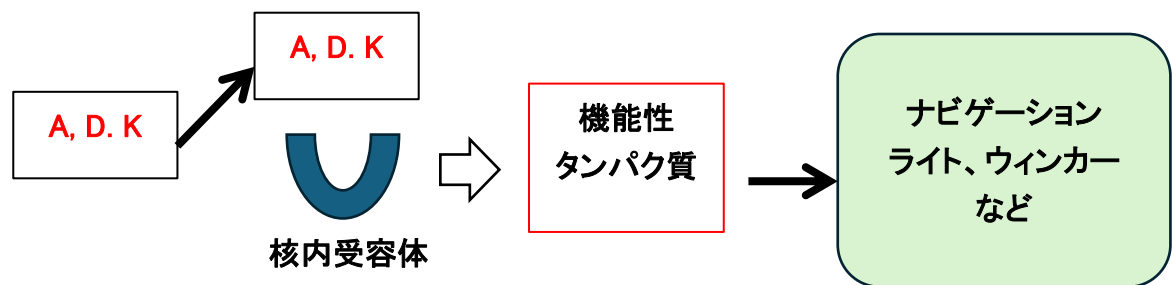 A, D. K
A, D. K
核内受容体
機能性
タンパク質
ナビゲーション
ライト、ウィンカー
など